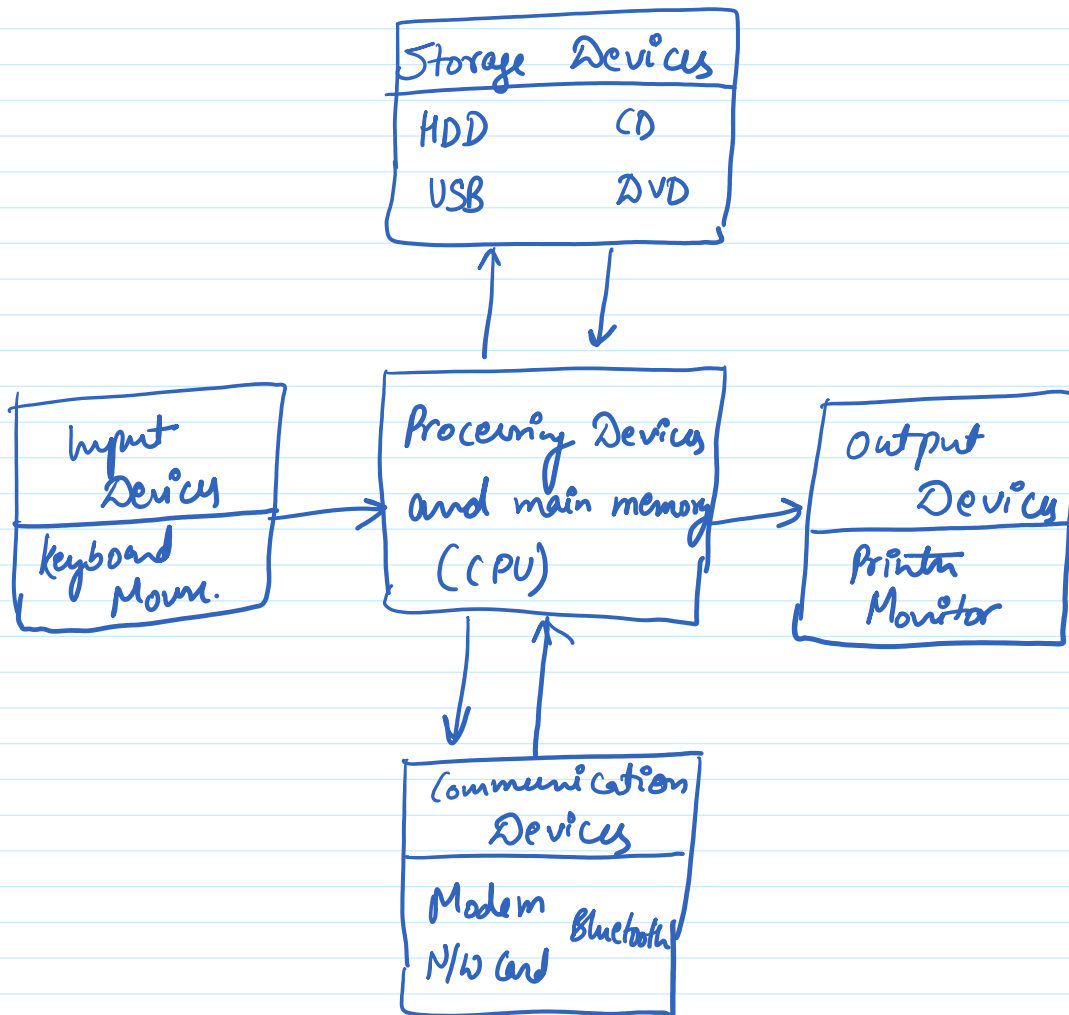 Storage Devices
HDD CD
USB DVD
Input
Devices
Keyboard
Mouse.
Processing Devices
and main memory
(CPU)
Output
Devices
Printer
Monitor
Communication
Devices
Modem
Bluetooth
N/W Card